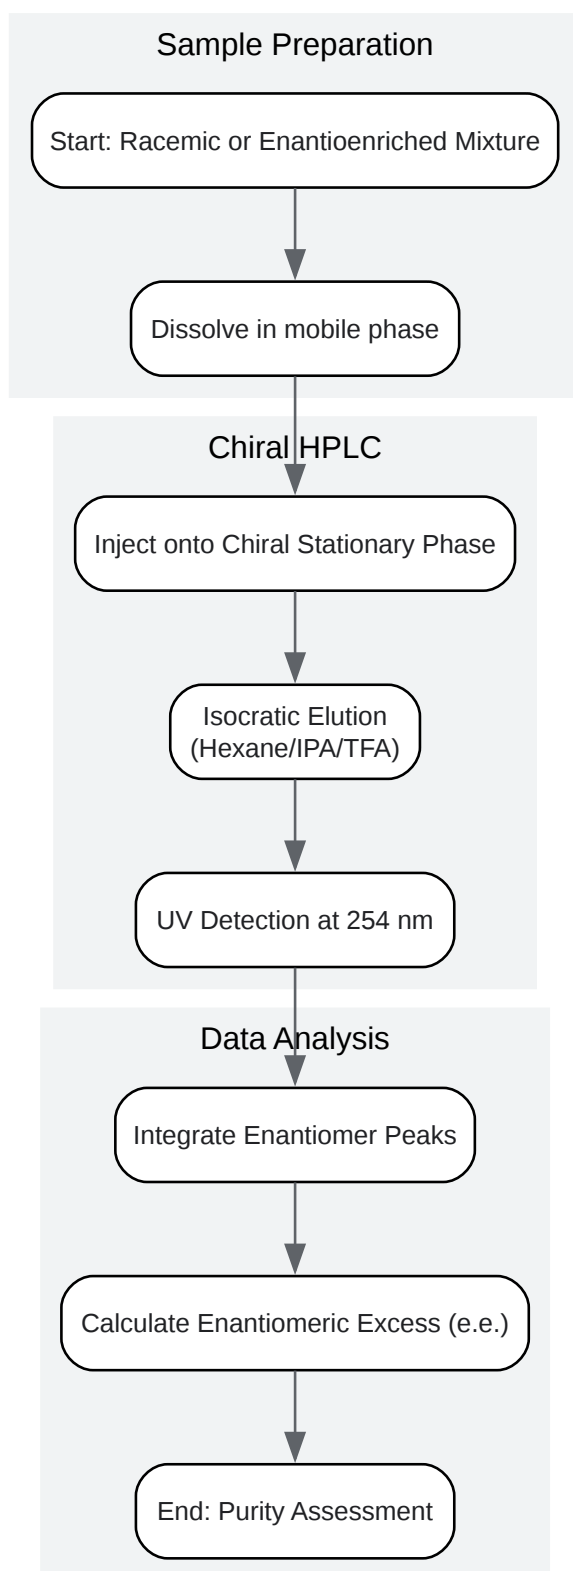 Sample Preparation
Start: Racemic or Enantioenriched Mixture
Dissolve in mobile phase
Chiral HPLC
Inject onto Chiral Stationary Phase
Isocratic Elution
(Hexane/IPA/TFA)
UV Detection at 254 nm
Data Analysis
Integrate Enantiomer Peaks
Calculate Enantiomeric Excess (e.e.)
End: Purity Assessment